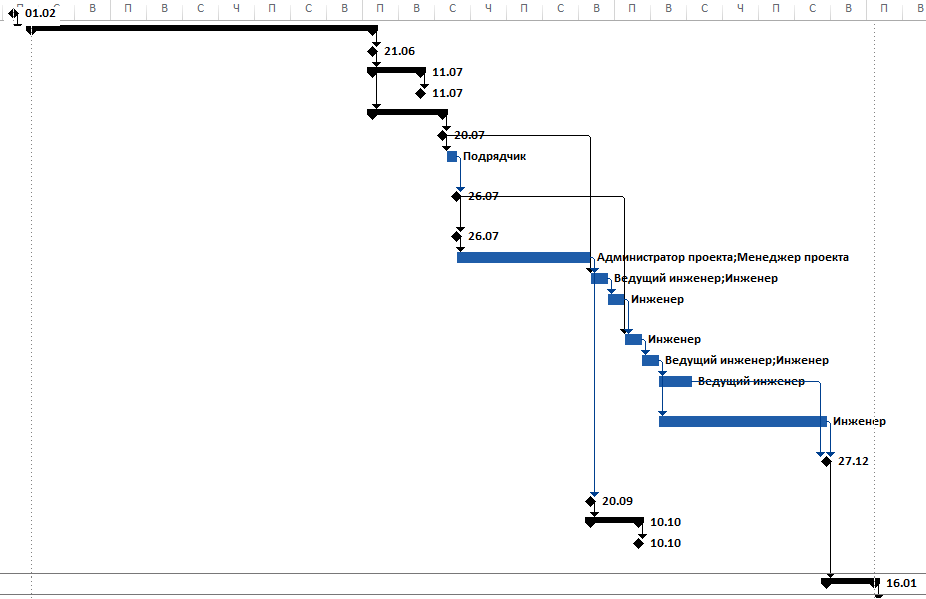 П С В П В С Ч П С В П В С Ч П С В П В С Ч П С В П В
01.02
21.06
11.07
11.07
20.07
Подрядчик
26.07
26.07
Администратор проекта;Менеджер проекта
Ведущий инженер;Инженер
Инженер
Инженер
Ведущий инженер;Инженер
Ведущий инженер
Инженер
27.12
20.09
10.10
10.10
16.01